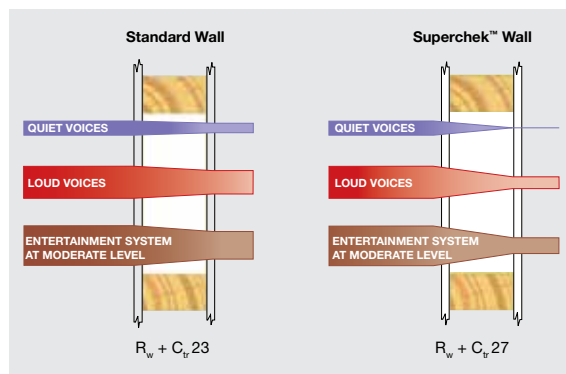 Standard Wall
QUIET VOICES
LOUD VOICES
ENTERTAINMENT SYSTEM
AT MODERATE LEVEL
Rw + Ctr 23
Superchek™ Wall
QUIET VOICES
LOUD VOICES
ENTERTAINMENT SYSTEM
AT MODERATE LEVEL
Rw + Ctr 27